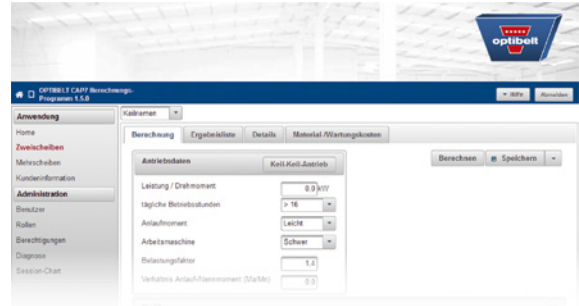 optibelt
OPTIBELT CAP7 Berechnungs-
Programm 1.5.0
Hilfe
Abmelden
Anwendung
Home
Zweischeiben
Mehrscheiben
Kundeninformation
Administration
Benutzer
Rollen
Berechtigungen
Diagnose
Session-Chart
Keilriemen
Berechnung Ergebnisliste Details Material-/Wartungskosten
Antriebsdaten Keil-Keil-Antrieb
Berechnen Speichern
Leistung / Drehmoment 0,0 kW
tägliche Betriebsstunden > 16
Anlaufmoment Leicht
Arbeitsmaschine Schwer
Belastungsfaktor 1,4
Verhältnis Anlauf-/Nennmoment (Ma/Mn) 0,0